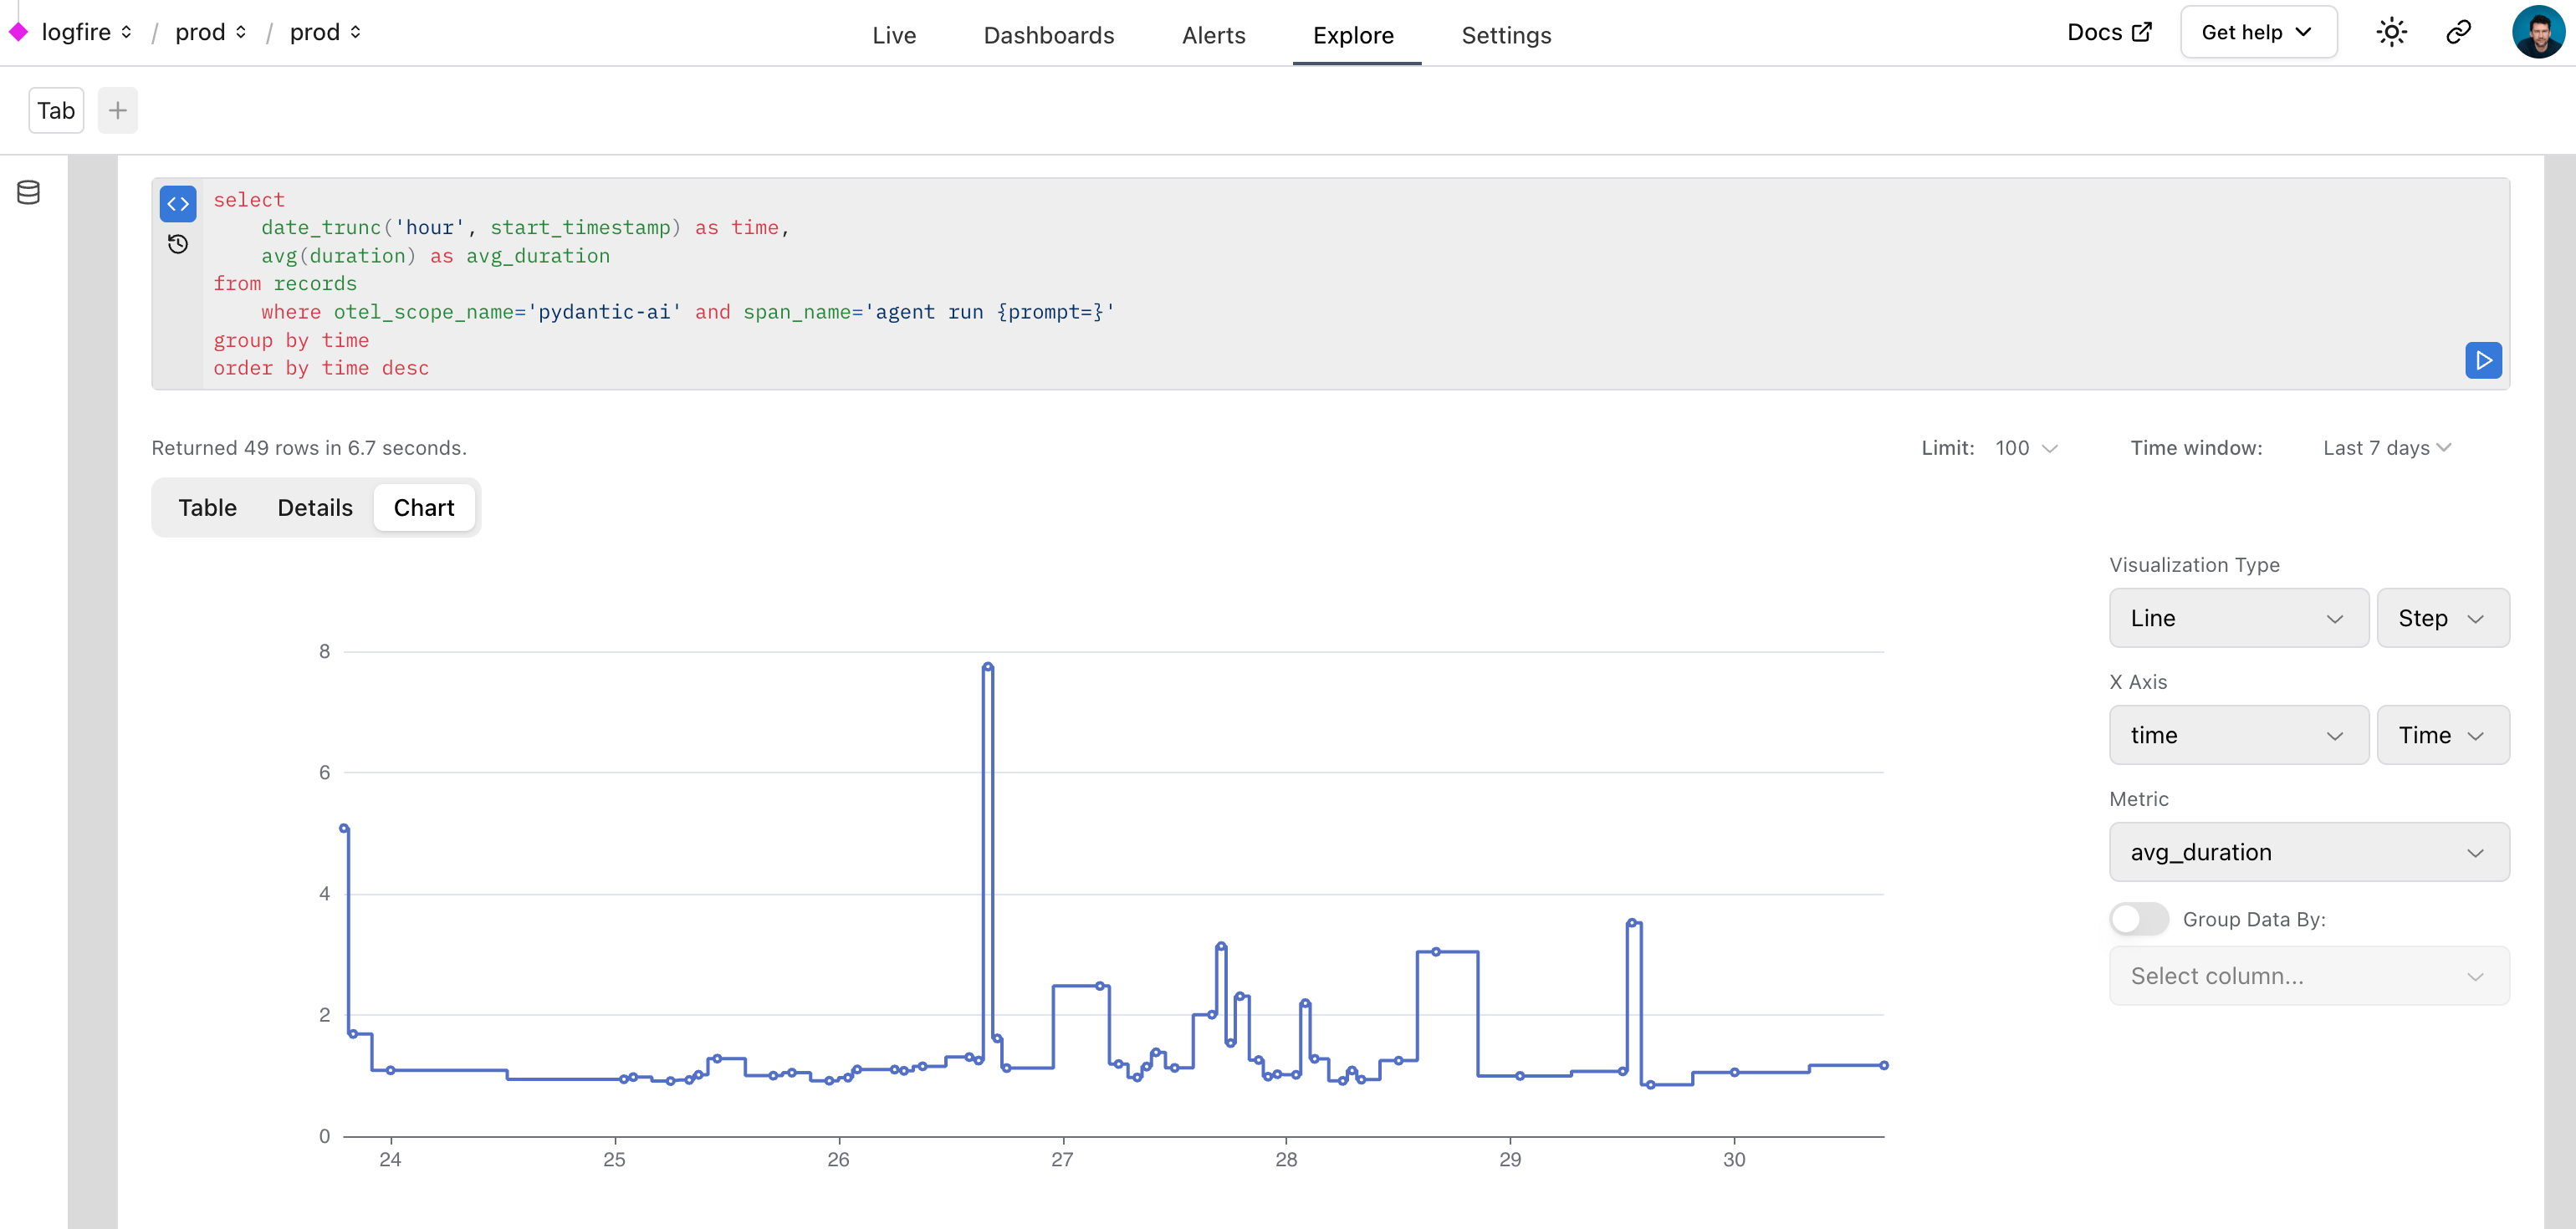 logfire / prod / prod
Live Dashboards Alerts Explore Settings
Docs Get help
Tab +
select
date_trunc('hour', start_timestamp) as time,
avg(duration) as avg_duration
from records
where otel_scope_name='pydantic-ai' and span_name='agent run {prompt=}'
group by time
order by time desc
Returned 49 rows in 6.7 seconds.
Limit: 100 Time window: Last 7 days
Table Details Chart
Visualization Type
Line Step
X Axis
time Time
Metric
avg_duration
Group Data By:
Select column...
8
6
4
2
0
24 25 26 27 28 29 30